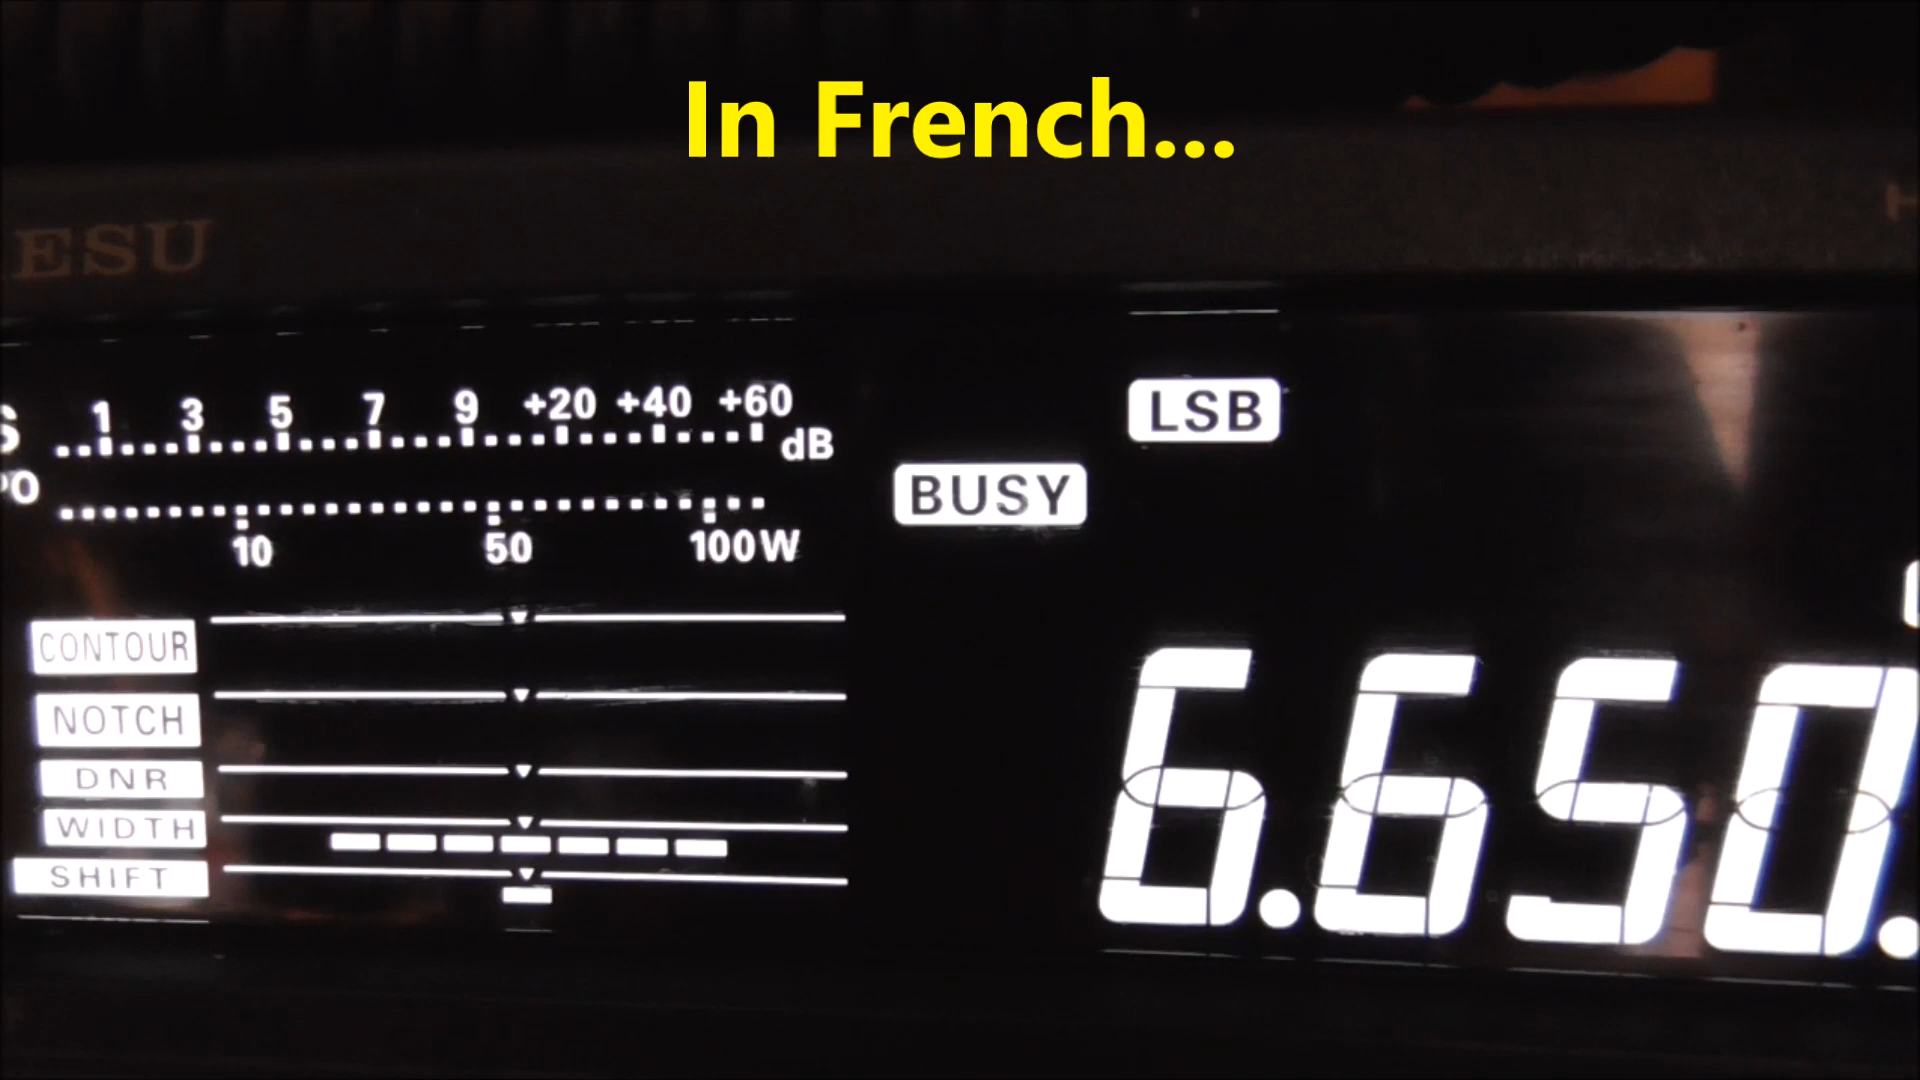 In French...
ESU
H
S 1 3 5 7 9 +20 +40 +60 dB
PO
10 50 100W
LSB
BUSY
CONTOUR
NOTCH
DNR
WIDTH
SHIFT
6.650.